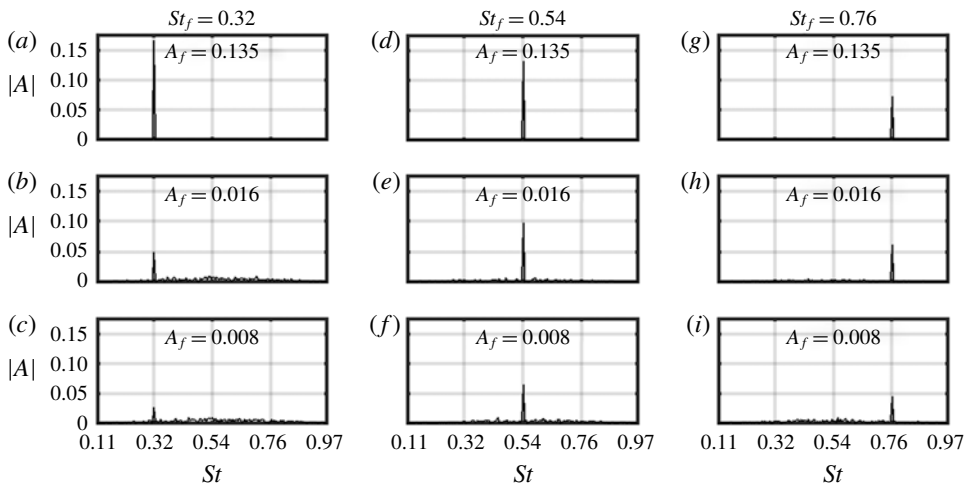 St_f = 0.32 St_f = 0.54 St_f = 0.76
(a) 0.15 A_f = 0.135 (d) A_f = 0.135 (g) A_f = 0.135
|A| 0.10
0.05
0
(b) 0.15 A_f = 0.016 (e) A_f = 0.016 (h) A_f = 0.016
|A| 0.10
0.05
0
(c) 0.15 A_f = 0.008 (f) A_f = 0.008 (i) A_f = 0.008
|A| 0.10
0.05
0
0.11 0.32 0.54 0.76 0.97 0.11 0.32 0.54 0.76 0.97 0.11 0.32 0.54 0.76 0.97
St St St